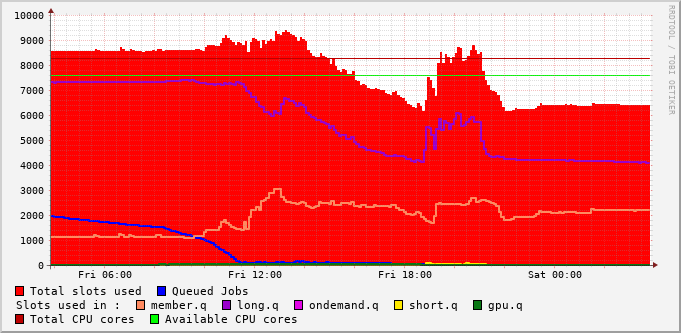 10000
9000
8000
7000
6000
5000
4000
3000
2000
1000
0
Fri 06:00 Fri 12:00 Fri 18:00 Sat 00:00
RRDTOOL / TOBI OETIKER
Total slots used Queued Jobs
Slots used in : member.q long.q ondemand.q short.q gpu.q
Total CPU cores Available CPU cores